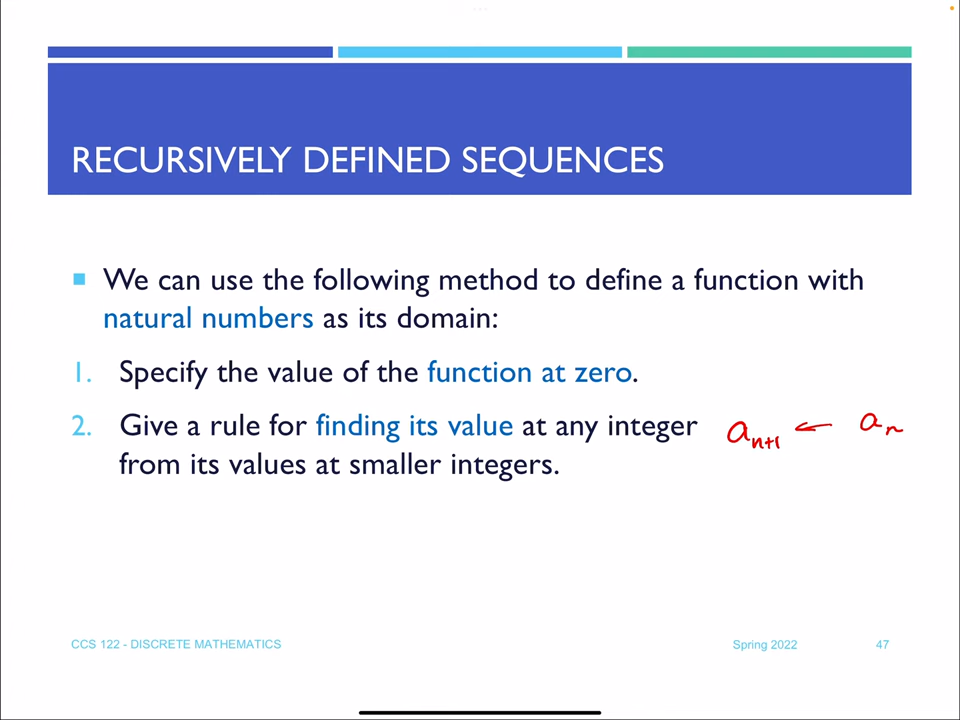 RECURSIVELY DEFINED SEQUENCES
■ We can use the following method to define a function with
natural numbers as its domain:
1. Specify the value of the function at zero.
2. Give a rule for finding its value at any integer a_{n+1} ← a_n
from its values at smaller integers.
CCS 122 - DISCRETE MATHEMATICS Spring 2022 47